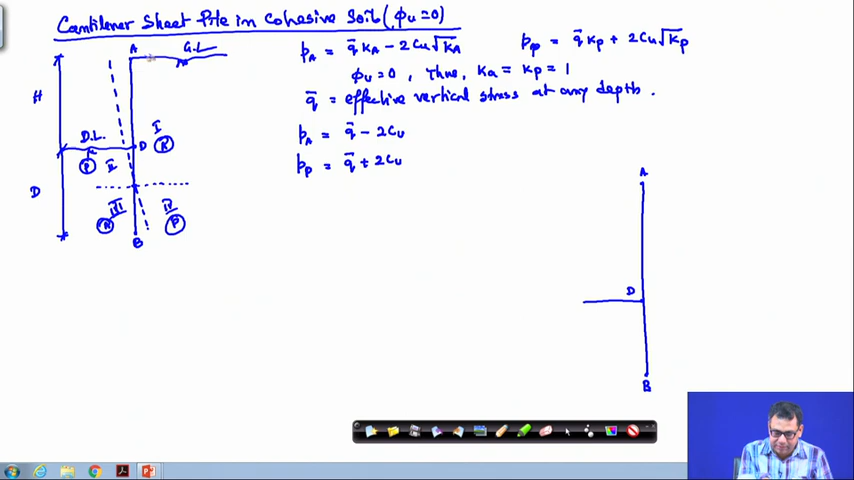 Cantilever Sheet Pile in Cohesive Soil (ϕu=0)
A G.L.
H
D.L. D I A
P II
D
III IV
A P
B
pA = q̄ KA - 2Cu√KA
pp = q̄ Kp + 2Cu√Kp
ϕu=0, Thus, Ka = Kp = 1
q̄ = effective vertical stress at any depth.
pA = q̄ - 2Cu
pp = q̄ + 2Cu
A
D
B